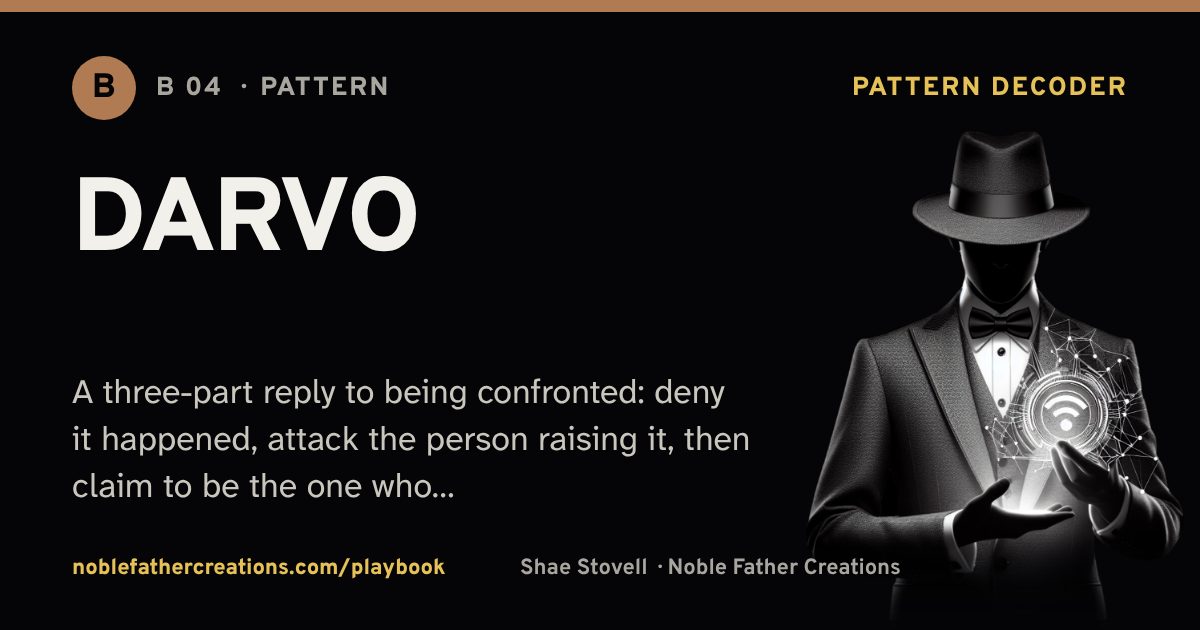 B
B 04 · PATTERN
PATTERN DECODER
DARVO
A three-part reply to being confronted: deny
it happened, attack the person raising it, then
claim to be the one who...
noblefathercreations.com/playbook
Shae Stovell · Noble Father Creations